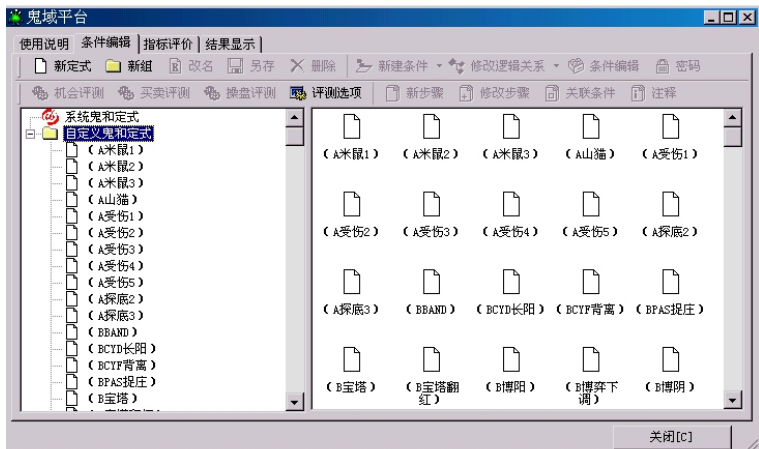 鬼域平台
使用说明 条件编辑 指标评价 结果显示
新定式 新组 改名 另存 删除 新建条件 修改逻辑关系 条件编辑 密码
机会评测 买卖评测 操盘评测 评测选项 新步骤 修改步骤 关联条件 注释
系统鬼和定式
自定义鬼和定式
（A米鼠1）
（A米鼠2）
（A米鼠3）
（A山猫）
（A受伤1）
（A受伤2）
（A受伤3）
（A受伤4）
（A受伤5）
（A探底2）
（A探底3）
（BBAND）
（BCYD长阳）
（BCYF背离）
（BPAS捉庄）
（B宝塔）
（A米鼠1） （A米鼠2） （A米鼠3） （A山猫） （A受伤1）
（A受伤2） （A受伤3） （A受伤4） （A受伤5） （A探底2）
（A探底3） （BBAND） （BCYD长阳） （BCYF背离） （BPAS捉庄）
（B宝塔） （B宝塔翻红） （B博阳） （B博弈下调） （B博阴）
关闭[C]